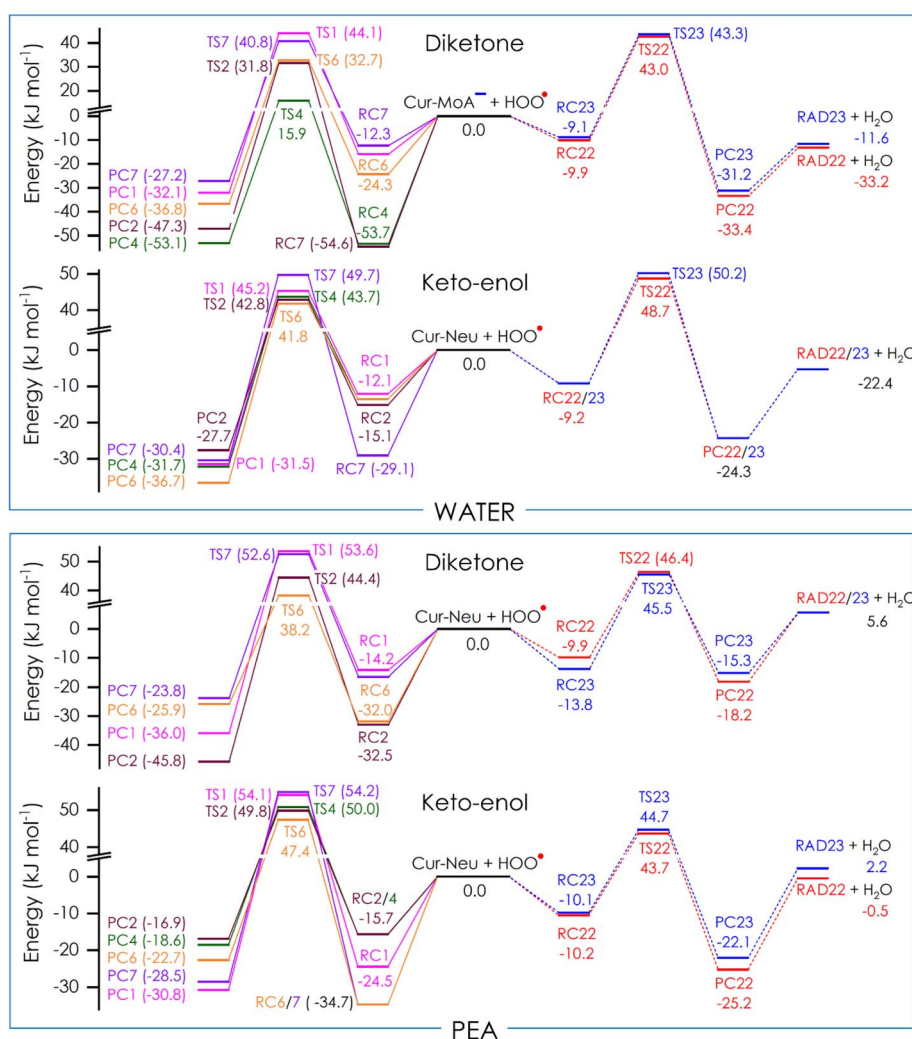 Energy (kJ mol-1)
40
30
20
0
-10
-20
-30
-40
-50
Diketone
TS7 (40.8)
TS1 (44.1)
TS2 (31.8)
TS6 (32.7)
TS4
15.9
RC7
-12.3
RC6
-24.3
RC4
-53.7
RC7 (-54.6)
PC7 (-27.2)
PC1 (-32.1)
PC6 (-36.8)
PC2 (-47.3)
PC4 (-53.1)
Cur-MoA– + HOO•
0.0
RC23
-9.1
RC22
-9.9
TS23 (43.3)
TS22
43.0
PC23
-31.2
PC22
-33.4
RAD23 + H2O
-11.6
RAD22 + H2O
-33.2
Energy (kJ mol-1)
50
40
0
-10
-20
-30
Keto-enol
TS7 (49.7)
TS1 (45.2)
TS2 (42.8)
TS4 (43.7)
TS6
41.8
RC1
-12.1
RC2
-15.1
RC7 (-29.1)
PC2
-27.7
PC7 (-30.4)
PC4 (-31.7)
PC1 (-31.5)
PC6 (-36.7)
Cur-Neu + HOO•
0.0
RC22/23
-9.2
TS23 (50.2)
TS22
48.7
PC22/23
-24.3
RAD22/23 + H2O
-22.4
WATER
Energy (kJ mol-1)
50
40
0
-10
-20
-30
-40
Diketone
TS7 (52.6)
TS1 (53.6)
TS2 (44.4)
TS6
38.2
RC1
-14.2
RC6
-32.0
RC2
-32.5
PC7 (-23.8)
PC6 (-25.9)
PC1 (-36.0)
PC2 (-45.8)
Cur-Neu + HOO•
0.0
RC22
-9.9
RC23
-13.8
TS22 (46.4)
TS23
45.5
PC23
-15.3
PC22
-18.2
RAD22/23 + H2O
5.6
Energy (kJ mol-1)
50
40
0
-10
-20
-30
Keto-enol
TS1 (54.1)
TS7 (54.2)
TS2 (49.8)
TS4 (50.0)
TS6
47.4
RC2/4
-15.7
RC1
-24.5
RC6/7 ( -34.7)
PC2 (-16.9)
PC4 (-18.6)
PC6 (-22.7)
PC7 (-28.5)
PC1 (-30.8)
Cur-Neu + HOO•
0.0
RC23
-10.1
RC22
-10.2
TS23
44.7
TS22
43.7
PC23
-22.1
PC22
-25.2
RAD23 + H2O
2.2
RAD22 + H2O
-0.5
PEA